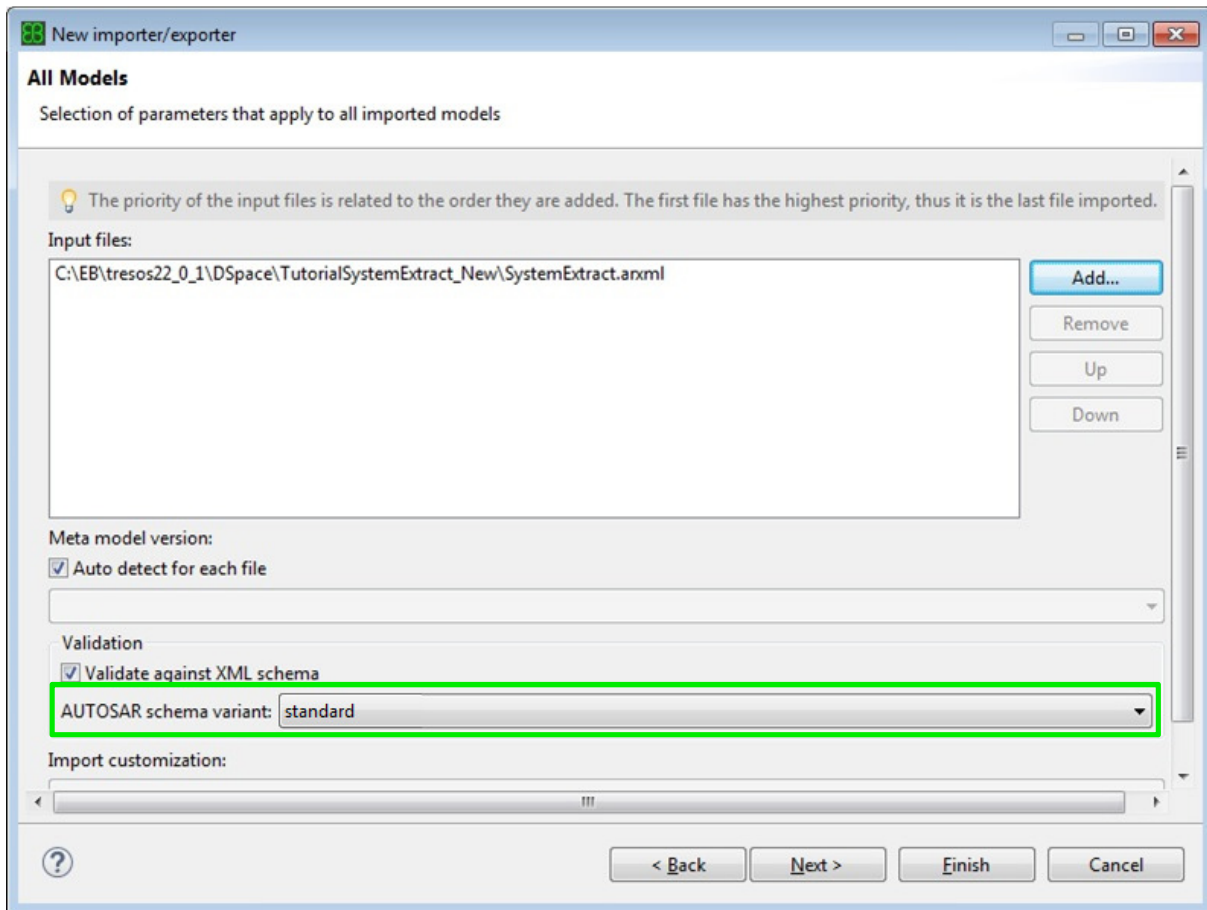 New importer/exporter
All Models
Selection of parameters that apply to all imported models
The priority of the input files is related to the order they are added. The first file has the highest priority, thus it is the last file imported.
Input files:
C:\EB\tresos22_0_1\DSpace\TutorialSystemExtract_New\SystemExtract.arxml
Add...
Remove
Up
Down
Meta model version:
Auto detect for each file
Validation
Validate against XML schema
AUTOSAR schema variant: standard
Import customization:
< Back
Next >
Finish
Cancel